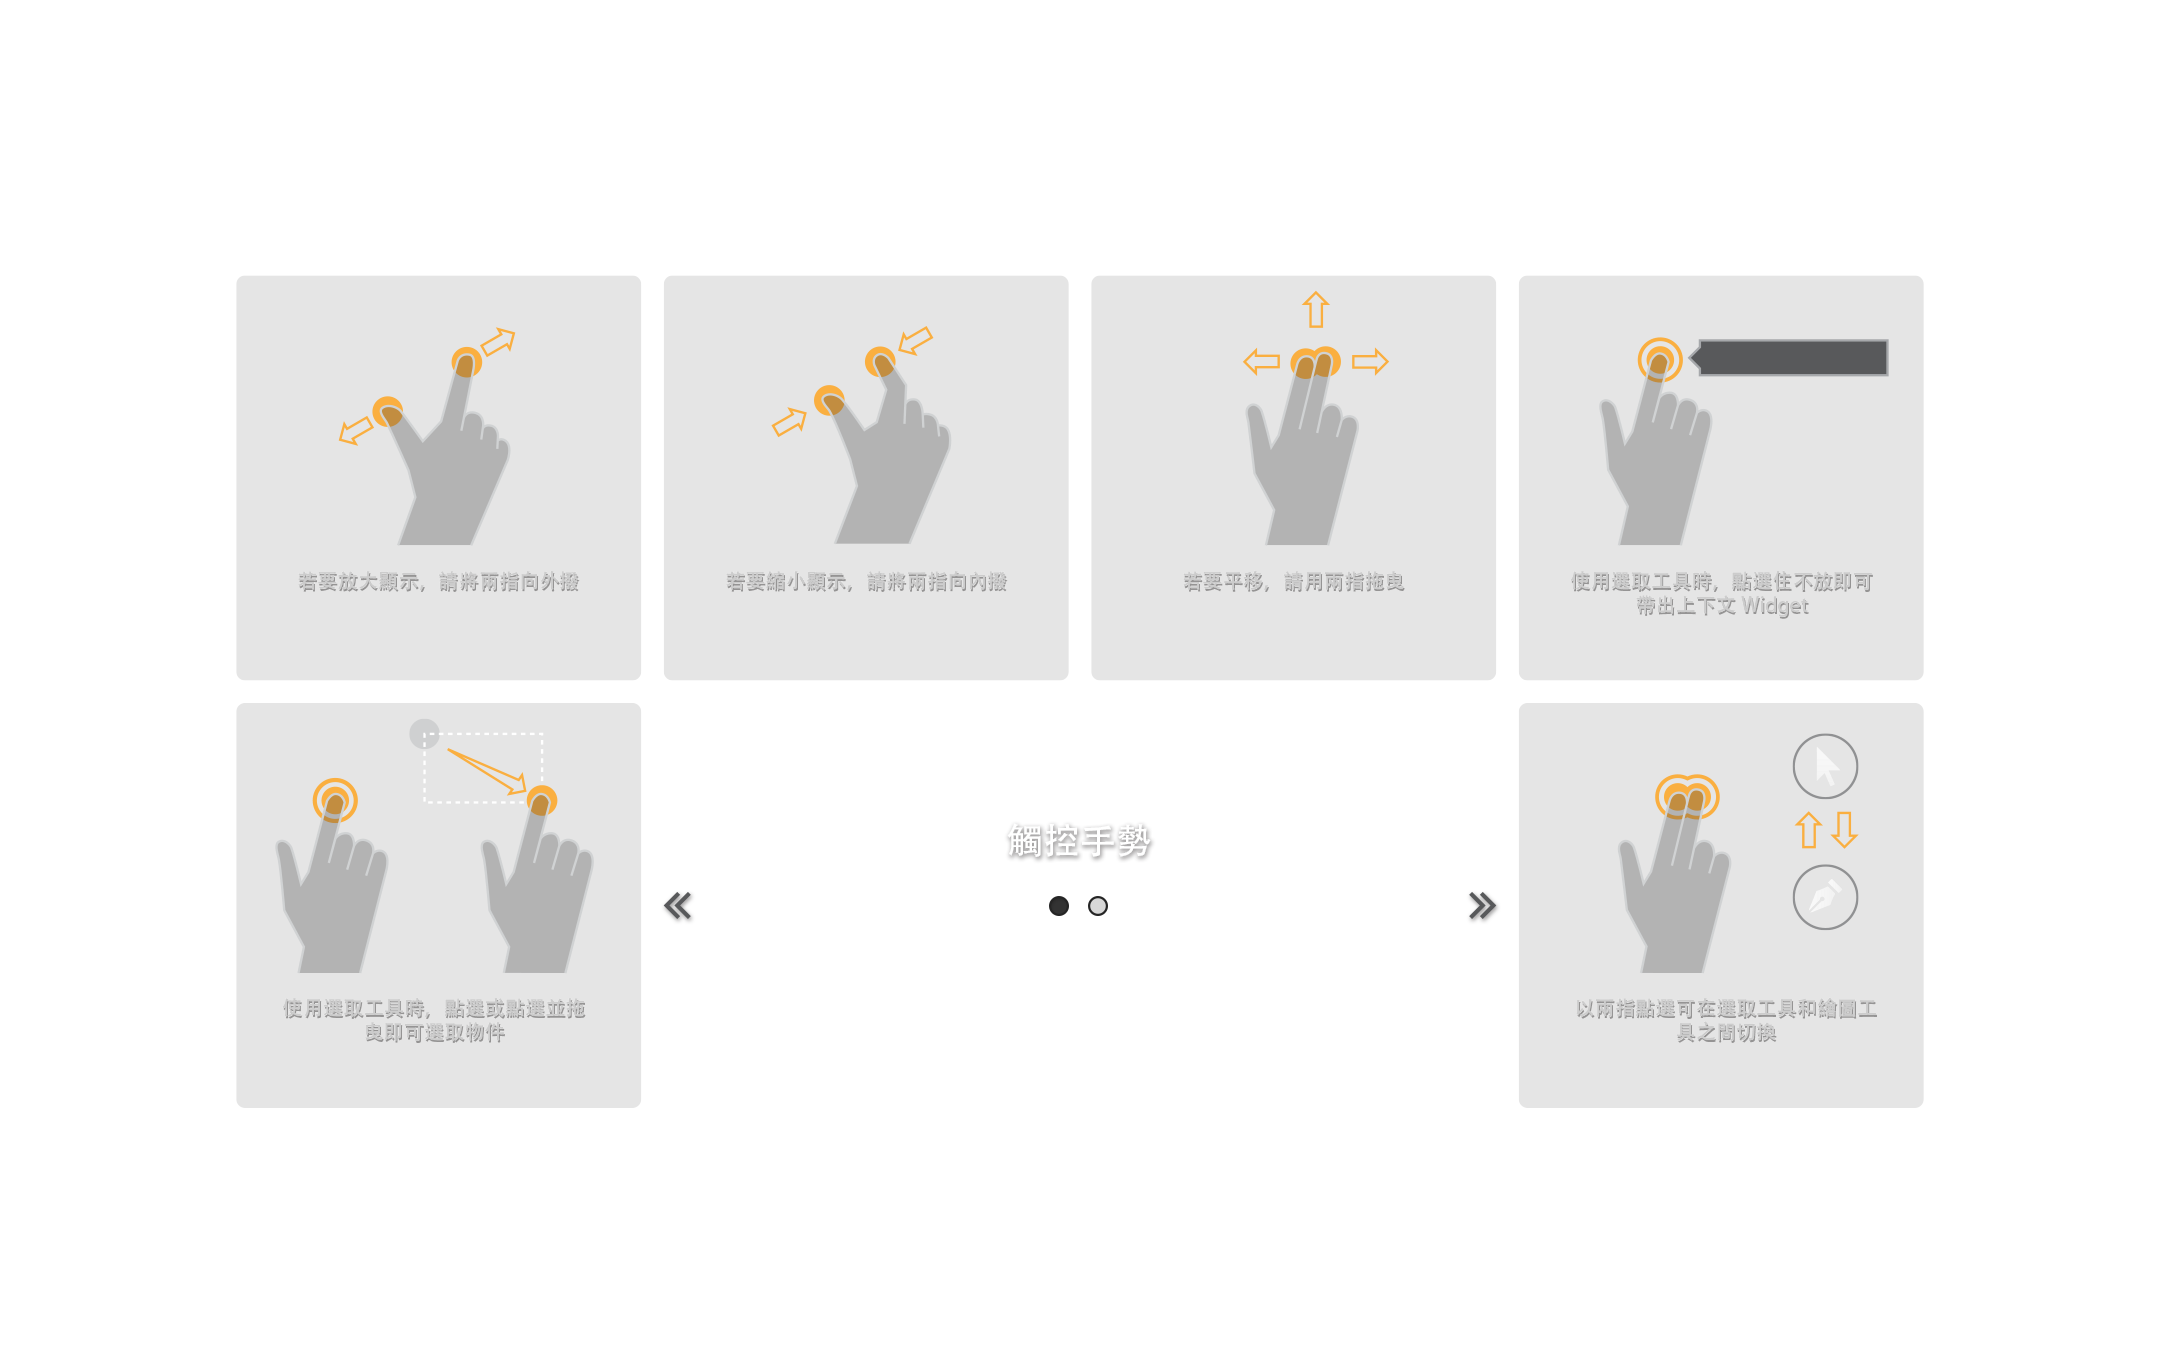 若要放大顯示，請將兩指向外撥
若要縮小顯示，請將兩指向內撥
若要平移，請用兩指拖曳
使用選取工具時，點選住不放即可
帶出上下文 Widget
使用選取工具時，點選或點選並拖
曳即可選取物件
觸控手勢
以兩指點選可在選取工具和繪圖工
具之間切換